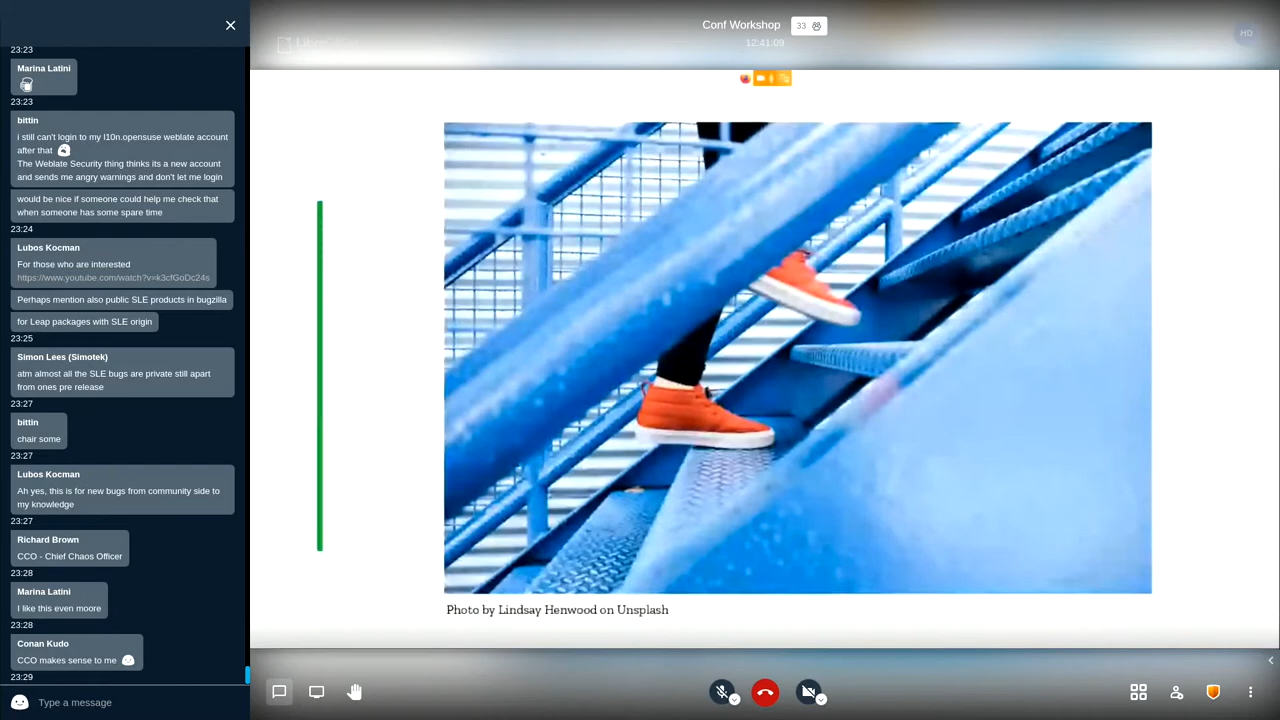 23:23
Marina Latini
23:23
bittin
i still can't login to my l10n.opensuse weblate account
after that
The Weblate Security thing thinks its a new account
and sends me angry warnings and don't let me login
would be nice if someone could help me check that
when someone has some spare time
23:24
Lubos Kocman
For those who are interested
https://www.youtube.com/watch?v=k3cfGoDc24s
Perhaps mention also public SLE products in bugzilla
for Leap packages with SLE origin
23:25
Simon Lees (Simotek)
atm almost all the SLE bugs are private still apart
from ones pre release
23:27
bittin
chair some
23:27
Lubos Kocman
Ah yes, this is for new bugs from community side to
my knowledge
23:27
Richard Brown
CCO - Chief Chaos Officer
23:28
Marina Latini
I like this even moore
23:28
Conan Kudo
CCO makes sense to me
23:29
Type a message
Conf Workshop
33
12:41:09
HD
Photo by Lindsay Henwood on Unsplash